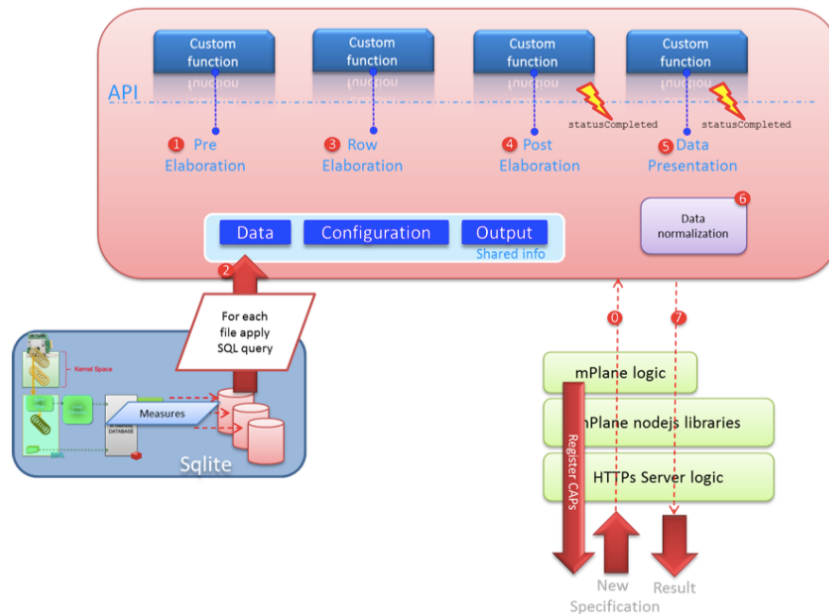 Custom
function
Custom
function
Custom
function
Custom
function
API
statusCompleted
statusCompleted
1 Pre
Elaboration
3 Row
Elaboration
4 Post
Elaboration
5 Data
Presentation
6
Data
normalization
Data
Configuration
Output
Shared info
2
For each
file apply
SQL query
0
7
Kernel Space
Measures
DATABASE
Sqlite
mPlane logic
mPlane nodejs libraries
HTTPs Server logic
Register CAPs
New
Specification
Result